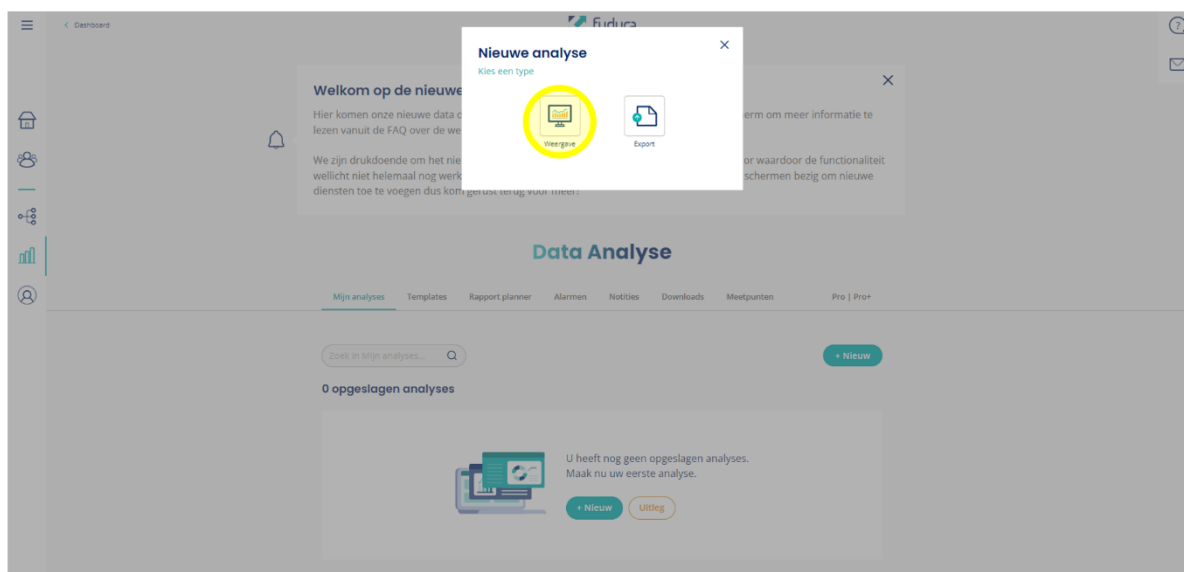 Dashboard
Fudura
Nieuwe analyse
Kies een type
Weergave
Export
Welkom op de nieuwe
Hier komen onze nieuwe data erm om meer informatie te
lezen vanuit de FAQ over de we
We zijn drukdoende om het nie or waardoor de functionaliteit
wellicht niet helemaal nog werk schermen bezig om nieuwe
diensten toe te voegen dus kom gerust terug voor meer!
Data Analyse
Mijn analyses Templates Rapport planner Alarmen Notities Downloads Meetpunten Pro | Pro+
Zoek in Mijn analyses...
+ Nieuw
0 opgeslagen analyses
U heeft nog geen opgeslagen analyses.
Maak nu uw eerste analyse.
+ Nieuw Uitleg